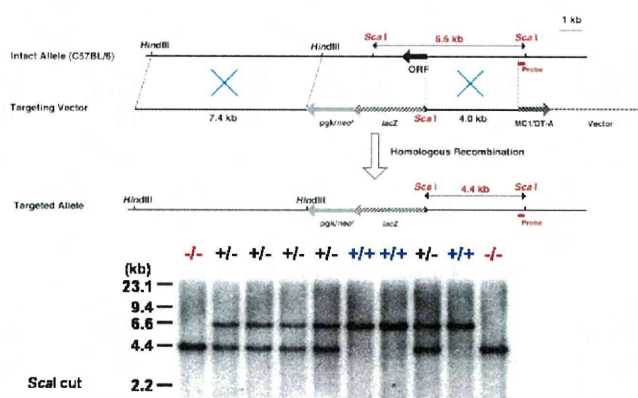 1 kb
6.6 kb
HindIII HindIII ScaI ScaI
Intact Allele (C57BL/6)
ORF
Probe
Targeting Vector
7.4 kb ScaI 4.0 kb MC1/DT-A Vector
pgk/neoʳ lacZ
Homologous Recombination
ScaI 4.4 kb ScaI
HindIII HindIII
Targeted Allele
Probe
pgk/neoʳ lacZ
-/- +/- +/- +/- +/- +/+ +/+ +/- +/+ -/-
(kb)
23.1
9.4
6.6
4.4
2.2
ScaI cut